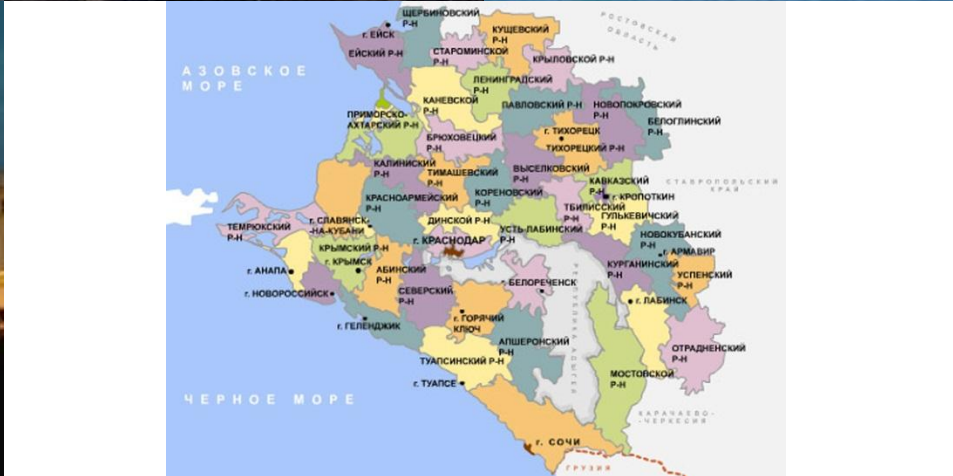 ЩЕРБИНОВСКИЙ
Р-Н
г. ЕЙСК
ЕЙСКИЙ Р-Н
КУЩЕВСКИЙ
Р-Н
РОСТОВСКАЯ
ОБЛАСТЬ
СТАРОМИНСКОЙ
Р-Н
КРЫЛОВСКОЙ Р-Н
АЗОВСКОЕ
МОРЕ
ЛЕНИНГРАДСКИЙ
Р-Н
КАНЕВСКОЙ
Р-Н
ПАВЛОВСКИЙ Р-Н
НОВОПОКРОВСКИЙ
Р-Н
БЕЛОГЛИНСКИЙ
Р-Н
ПРИМОРСКО-
АХТАРСКИЙ Р-Н
БРЮХОВЕЦКИЙ
Р-Н
г. ТИХОРЕЦК
ТИХОРЕЦКИЙ Р-Н
КАЛИНИСКИЙ
Р-Н
ТИМАШЕВСКИЙ
Р-Н
ВЫСЕЛКОВСКИЙ
Р-Н
КАВКАЗСКИЙ
Р-Н
г. КРОПОТКИН
СТАВРОПОЛЬСКИЙ
КРАЙ
КРАСНОАРМЕЙСКИЙ
Р-Н
КОРЕНОВСКИЙ
Р-Н
ТБИЛИССКИЙ
Р-Н
ГУЛЬКЕВИЧСКИЙ
Р-Н
ТЕМРЮКСКИЙ
Р-Н
г. СЛАВЯНСК-
-НА-КУБАНИ
ДИНСКОЙ Р-Н
УСТЬ-ЛАБИНСКИЙ
Р-Н
НОВОКУБАНСКИЙ
Р-Н
г. АРМАВИР
КРЫМСКИЙ Р-Н
г. КРЫМСК
г. КРАСНОДАР
г. АНАПА
АБИНСКИЙ
Р-Н
КУРГАНИНСКИЙ
Р-Н
УСПЕНСКИЙ
Р-Н
г. НОВОРОССИЙСК
СЕВЕРСКИЙ
Р-Н
г. БЕЛОРЕЧЕНСК
РЕСПУБЛИКА АДЫГЕЯ
г. ЛАБИНСК
г. ГЕЛЕНДЖИК
г. ГОРЯЧИЙ
КЛЮЧ
АПШЕРОНСКИЙ
Р-Н
ОТРАДНЕНСКИЙ
Р-Н
ТУАПСИНСКИЙ Р-Н
МОСТОВСКОЙ
Р-Н
г. ТУАПСЕ
ЧЕРНОЕ МОРЕ
КАРАЧАЕВО-
-ЧЕРКЕСИЯ
г. СОЧИ
ГРУЗИЯ